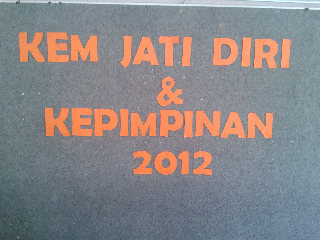 KEM JATI DIRI
&
KEPIMPINAN
2012